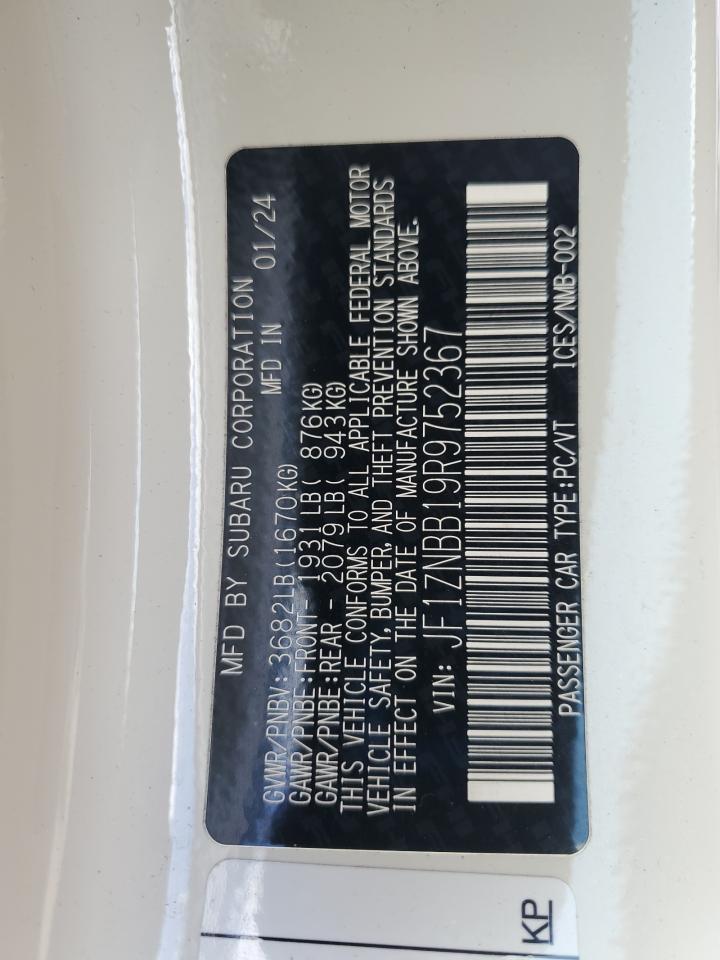 MFD BY SUBARU CORPORATION
MFD IN 01/24
GVWR/PNBV:3682LB(1670KG)
GAWR/PNBE:FRONT- 1931LB( 876KG)
GAWR/PNBE:REAR - 2079LB( 943KG)
THIS VEHICLE CONFORMS TO ALL APPLICABLE FEDERAL MOTOR
VEHICLE SAFETY,BUMPER, AND THEFT PREVENTION STANDARDS
IN EFFECT ON THE DATE OF MANUFACTURE SHOWN ABOVE.
VIN: JF1ZNBB19R9752367
PASSENGER CAR TYPE:PC/VT ICES/NMB-002
KP